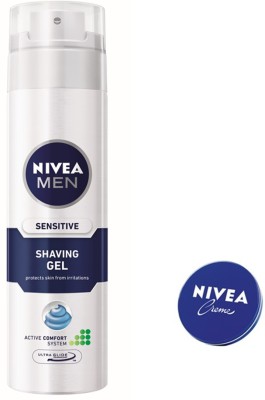 NIVEA
MEN
SENSITIVE
SHAVING
GEL
protects skin from irritations
ACTIVE COMFORT
SYSTEM
ULTRA GLIDE
NIVEA
Creme